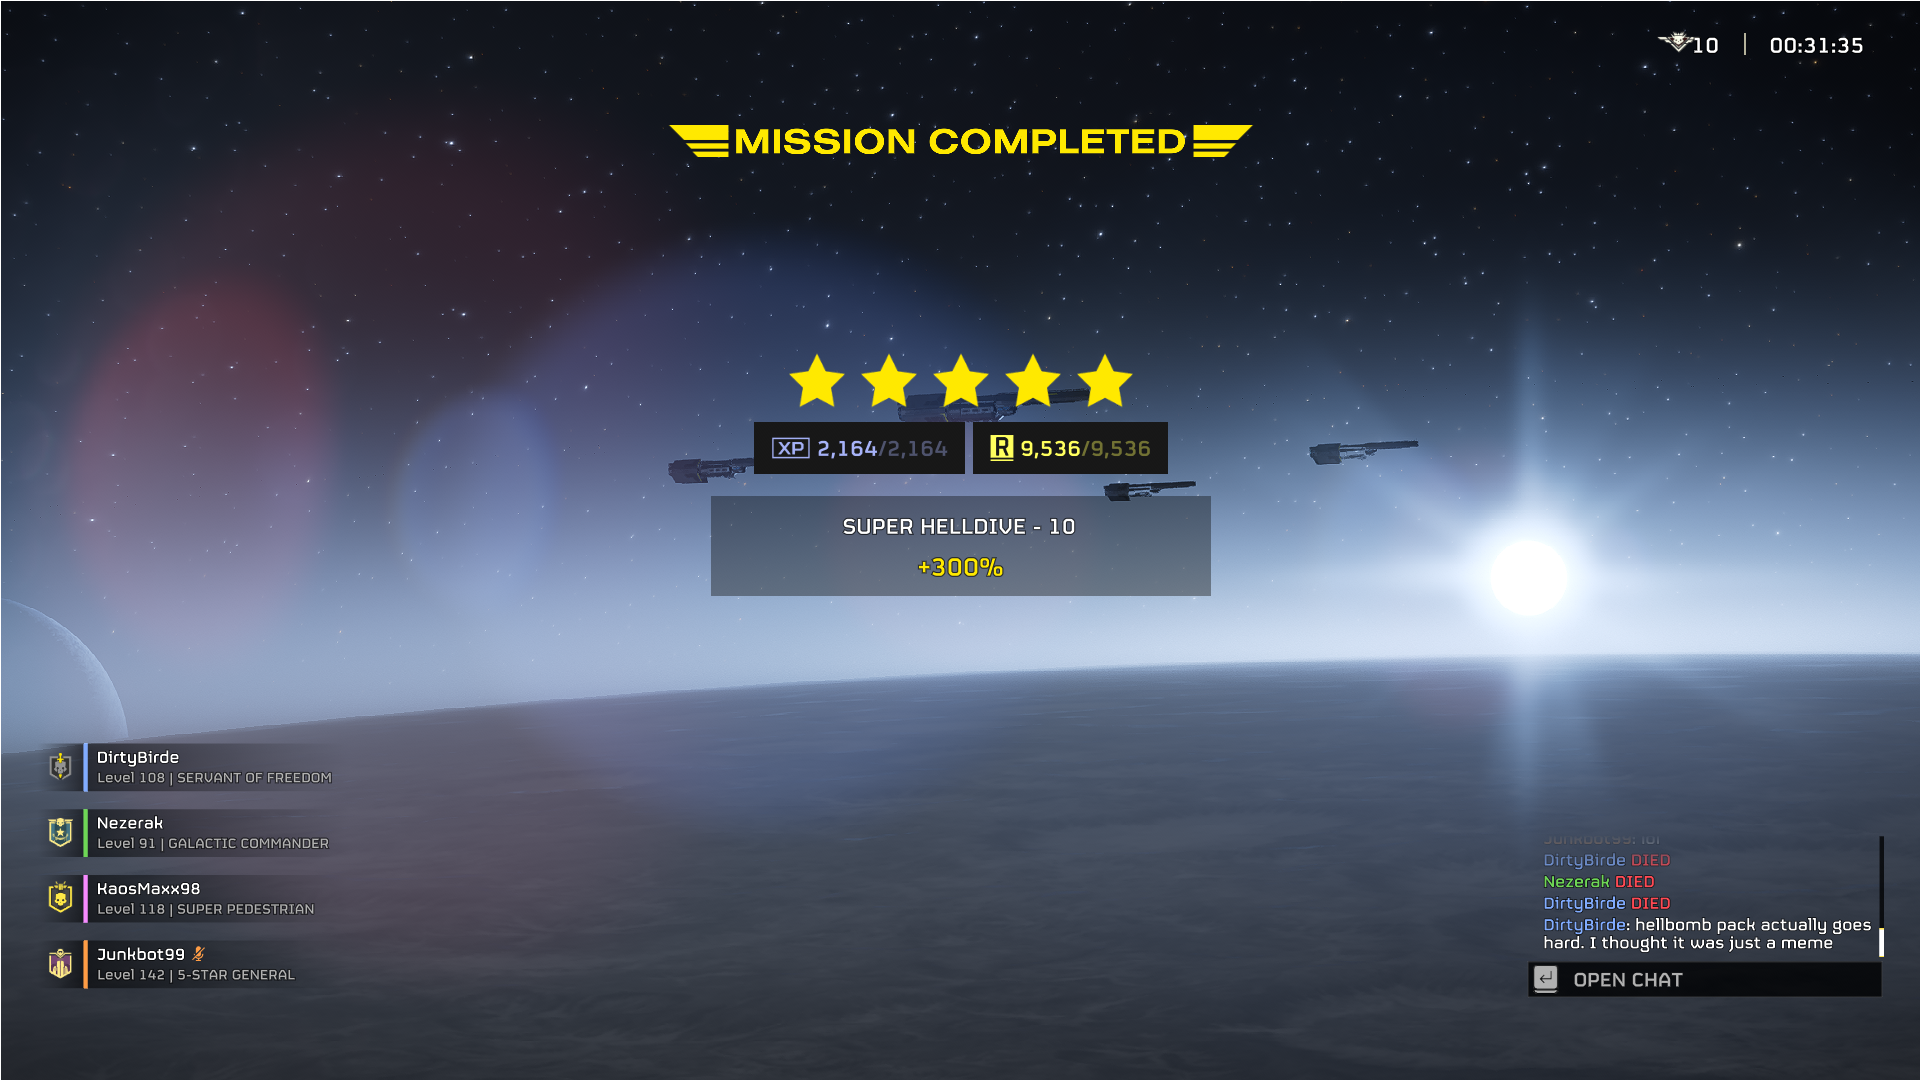 10 | 00:31:35
MISSION COMPLETED
XP 2,164/2,164 R 9,536/9,536
SUPER HELLDIVE - 10
+300%
DirtyBirde
Level 108 | SERVANT OF FREEDOM
Nezerak
Level 91 | GALACTIC COMMANDER
KaosMaxx98
Level 118 | SUPER PEDESTRIAN
Junkbot99
Level 142 | 5-STAR GENERAL
Junkbot99: lol
DirtyBirde DIED
Nezerak DIED
DirtyBirde DIED
DirtyBirde: hellbomb pack actually goes
hard. I thought it was just a meme
OPEN CHAT